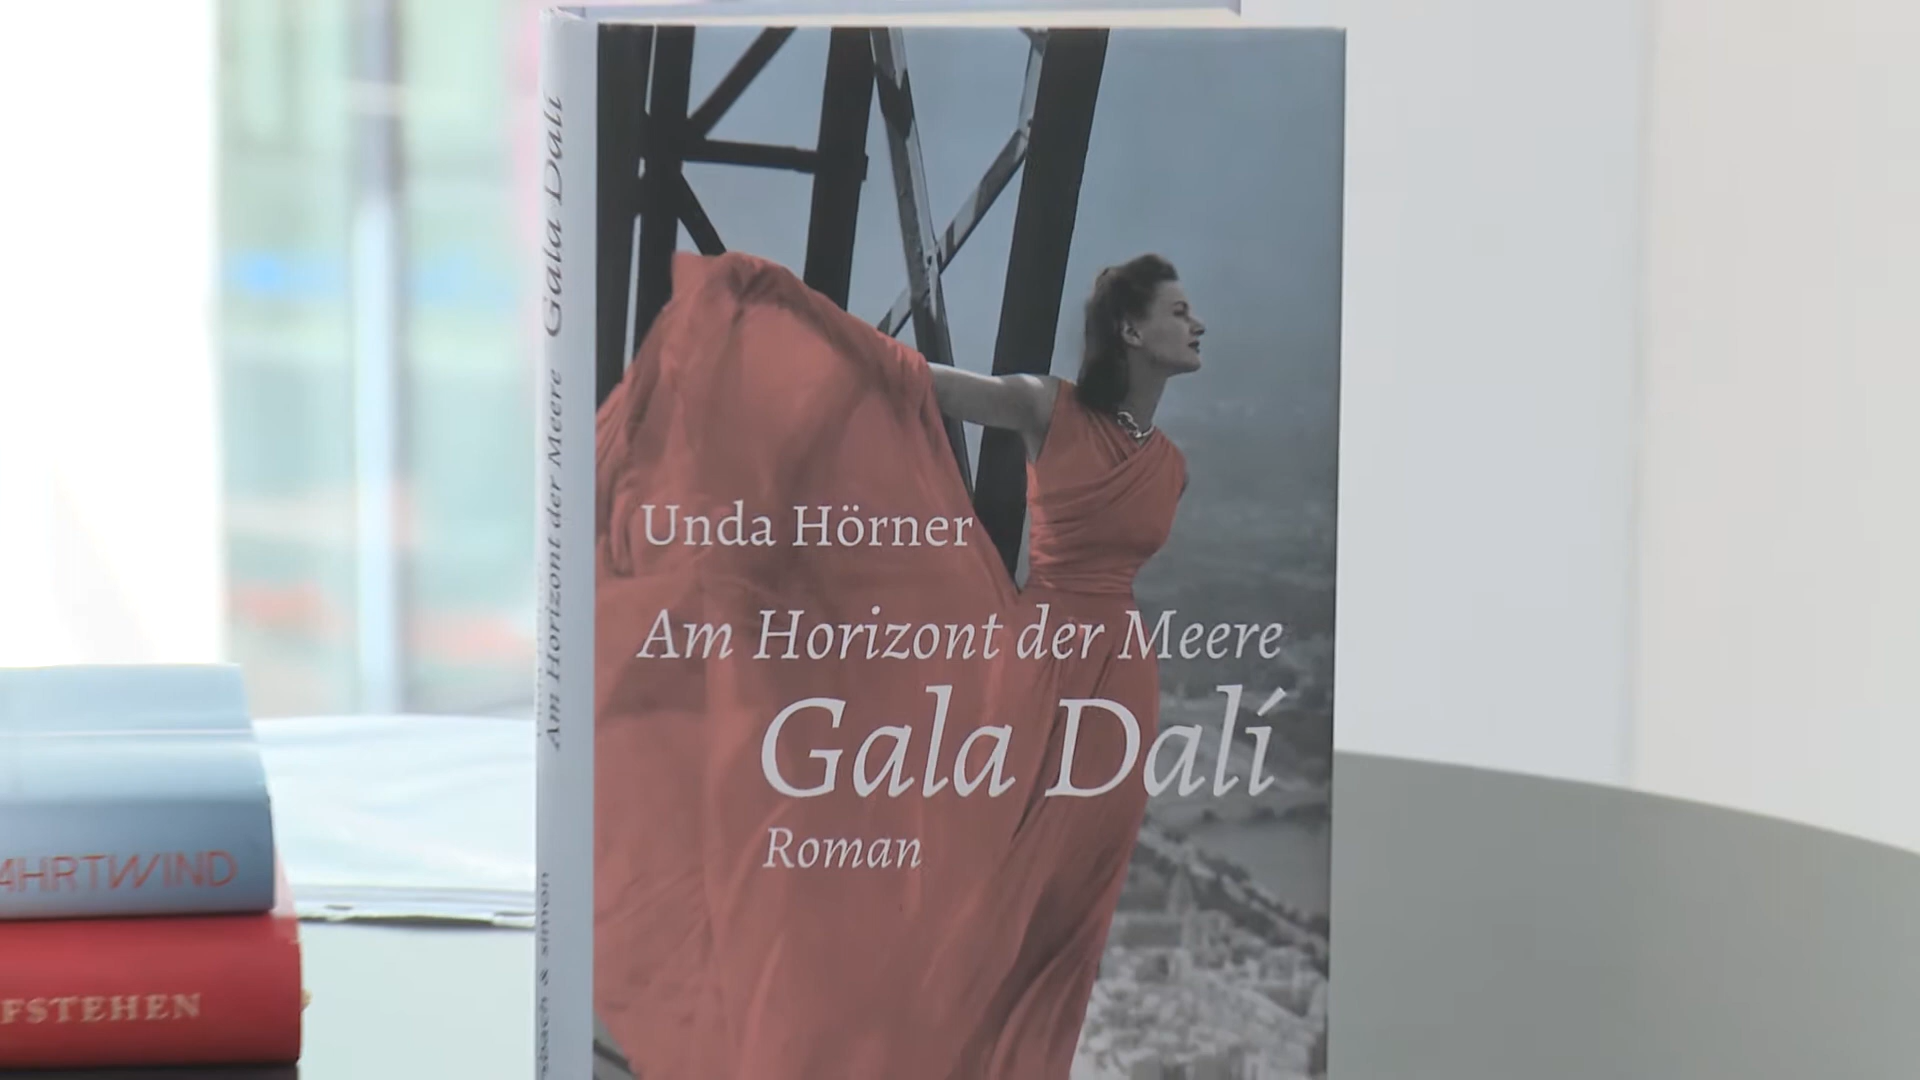 Unda Hörner
Am Horizont der Meere
Gala Dalí
Roman
Am Horizont der Meere Gala Dalí
AHRTWIND
FSTEHEN